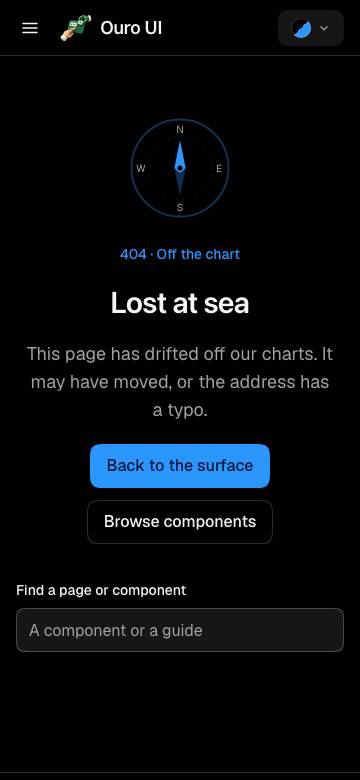 Ouro UI
N
W
E
S
404 · Off the chart
Lost at sea
This page has drifted off our charts. It
may have moved, or the address has
a typo.
Back to the surface
Browse components
Find a page or component
A component or a guide